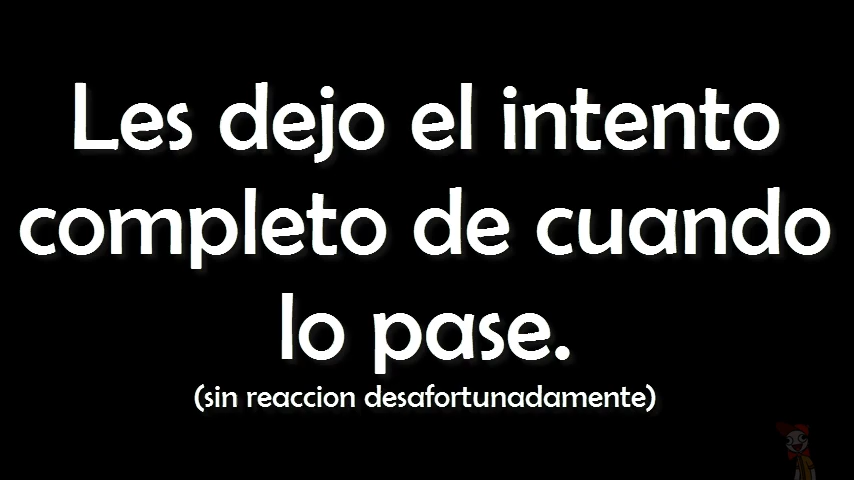 Les dejo el intento
completo de cuando
lo pase.
(sin reaccion desafortunadamente)